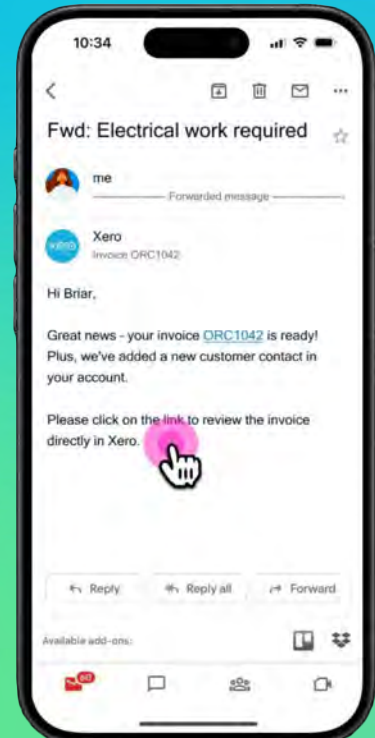 10:34
Fwd: Electrical work required
me
Forwarded message
xero
Xero
Invoice ORC1042
Hi Briar,
Great news - your invoice ORC1042 is ready!
Plus, we've added a new customer contact in
your account.
Please click on the link to review the invoice
directly in Xero.
Reply
Reply all
Forward
Available add-ons:
60